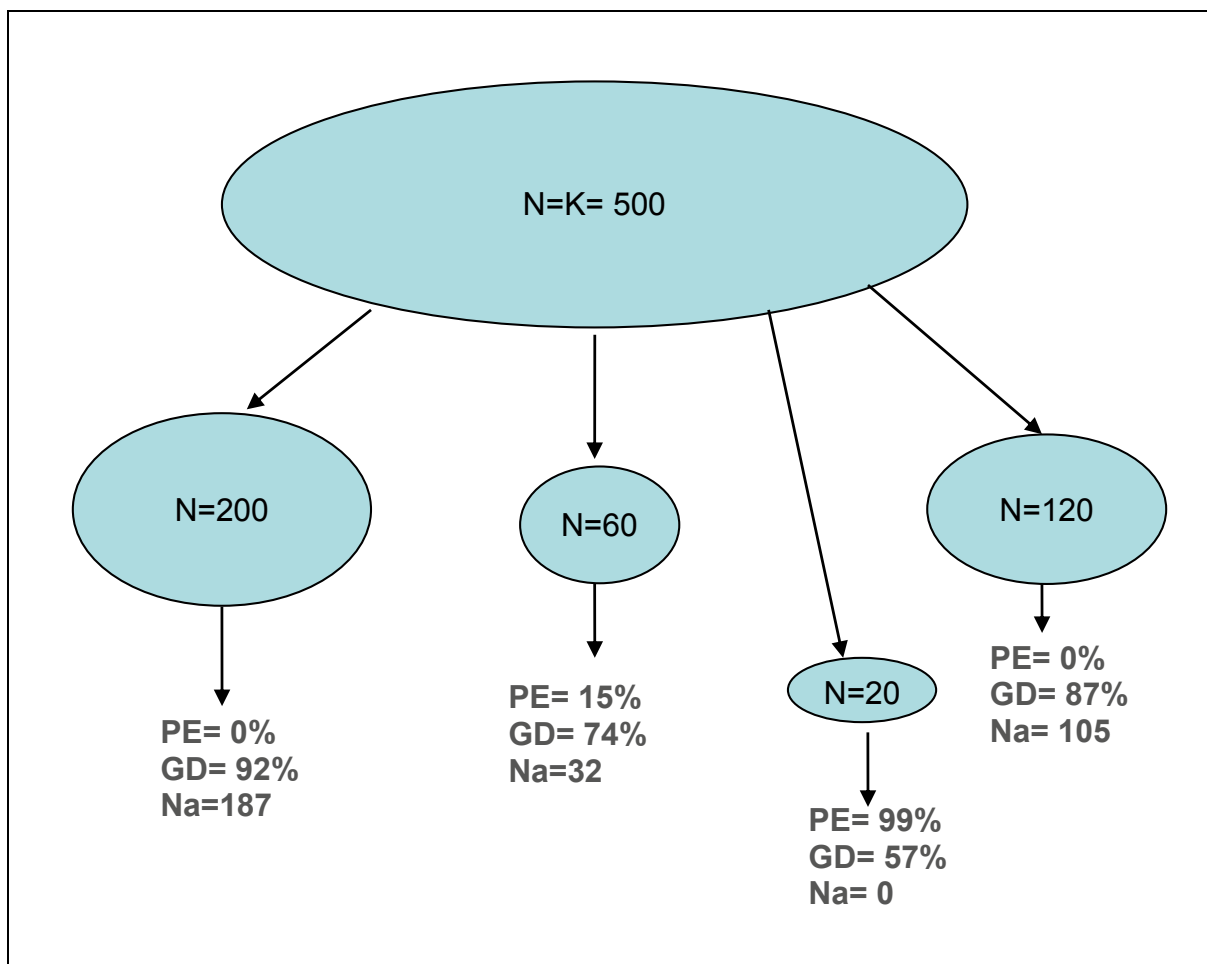 N=K= 500
N=200
N=60
N=20
N=120
PE= 0%
GD= 92%
Na=187
PE= 15%
GD= 74%
Na=32
PE= 99%
GD= 57%
Na= 0
PE= 0%
GD= 87%
Na= 105